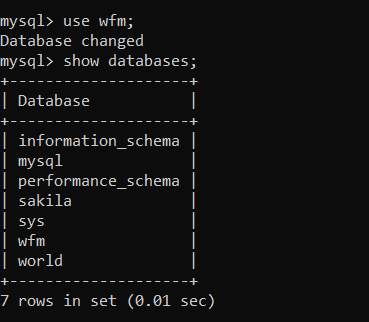 mysql> use wfm;
Database changed
mysql> show databases;
+--------------------+
| Database           |
+--------------------+
| information_schema |
| mysql              |
| performance_schema |
| sakila             |
| sys                |
| wfm                |
| world              |
+--------------------+
7 rows in set (0.01 sec)